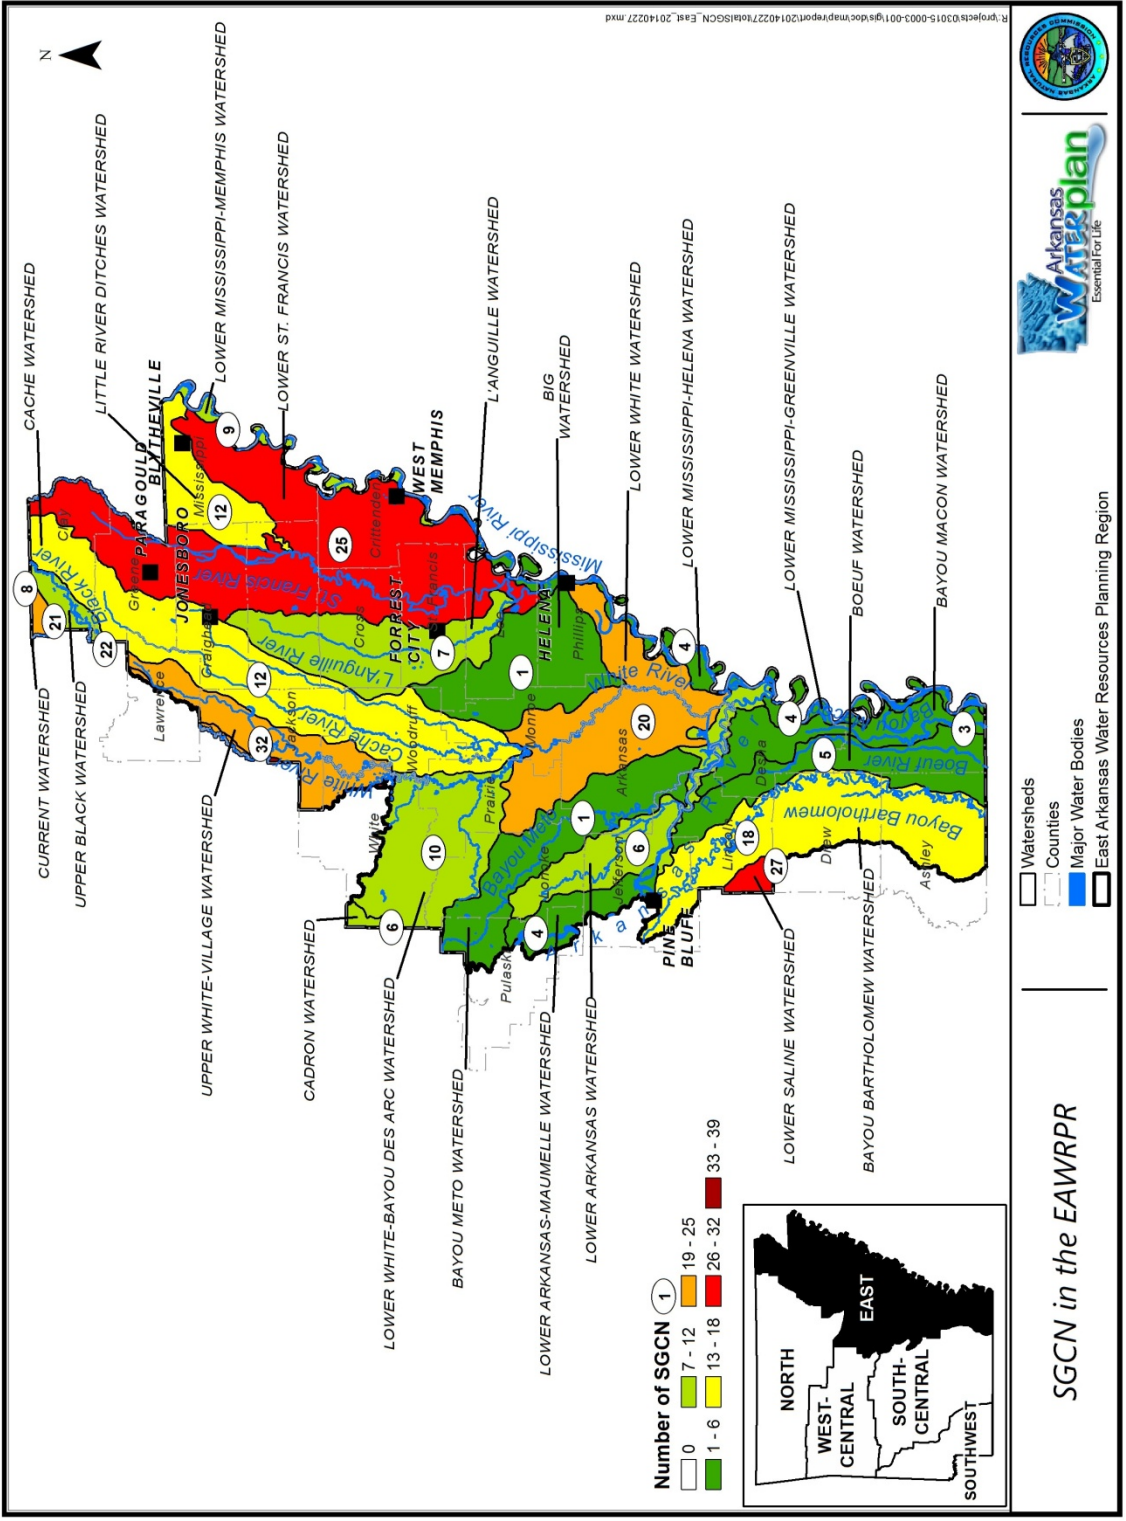 N
CACHE WATERSHED
LITTLE RIVER DITCHES WATERSHED
LOWER MISSISSIPPI-MEMPHIS WATERSHED
LOWER ST. FRANCIS WATERSHED
L'ANGUILLE WATERSHED
BIG
WATERSHED
LOWER WHITE WATERSHED
LOWER MISSISSIPPI-HELENA WATERSHED
LOWER MISSISSIPPI-GREENVILLE WATERSHED
BOEUF WATERSHED
BAYOU MACON WATERSHED
CURRENT WATERSHED
UPPER BLACK WATERSHED
UPPER WHITE-VILLAGE WATERSHED
CADRON WATERSHED
LOWER WHITE-BAYOU DES ARC WATERSHED
BAYOU METO WATERSHED
LOWER ARKANSAS-MAUMELLE WATERSHED
LOWER ARKANSAS WATERSHED
LOWER SALINE WATERSHED
BAYOU BARTHOLOMEW WATERSHED
PARAGOULD
BLYTHEVILLE
JONESBORO
WEST
MEMPHIS
FORREST
CITY
HELENA
PINE
BLUFF
Clay
Greene
Mississippi
Lawrence
Craighead
Jackson
Crittenden
Cross
St. Francis
Woodruff
White
Prairie
Lee
Monroe
Phillips
Arkansas
Lonoke
Pulaski
Jefferson
Lincoln
Desha
Drew
Ashley
Black River
St. Francis River
L'Anguille River
Cache River
White River
White River
Mississippi River
Bayou Meto
Arkansas River
Boeuf River
Bayou Bartholomew
8
21
22
9
12
25
12
32
7
1
10
6
20
4
1
6
4
4
5
3
18
27
Number of SGCN 1
0
7 - 12
19 - 25
1 - 6
13 - 18
26 - 32
33 - 39
NORTH
WEST-
CENTRAL
EAST
SOUTH-
CENTRAL
SOUTHWEST
R:\projects\03015-0003-001\gis\doc\map\report\20140227\totalSGCN_East_20140227.mxd
SGCN in the EAWRPR
Watersheds
Counties
Major Water Bodies
East Arkansas Water Resources Planning Region
Arkansas
WATERplan
Essential For Life
ARKANSAS NATURAL RESOURCES COMMISSION